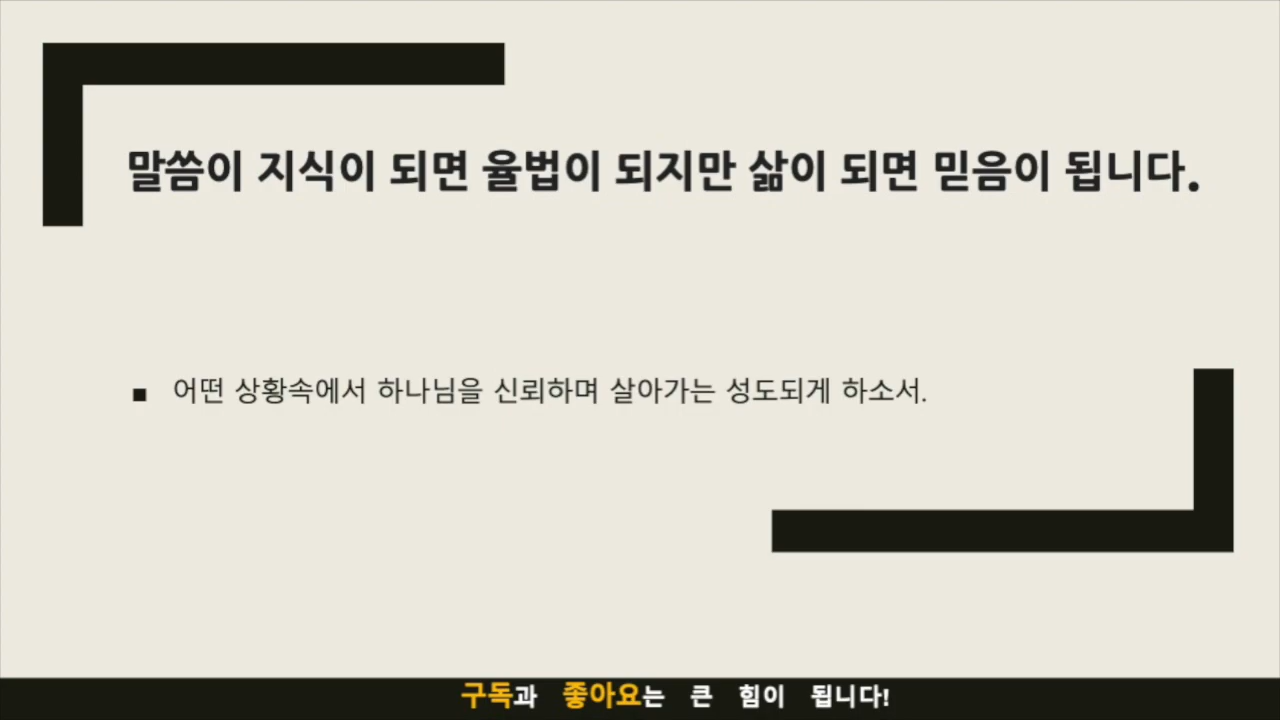 말씀이 지식이 되면 율법이 되지만 삶이 되면 믿음이 됩니다.
■ 어떤 상황속에서 하나님을 신뢰하며 살아가는 성도되게 하소서.
구독과 좋아요는 큰 힘이 됩니다!